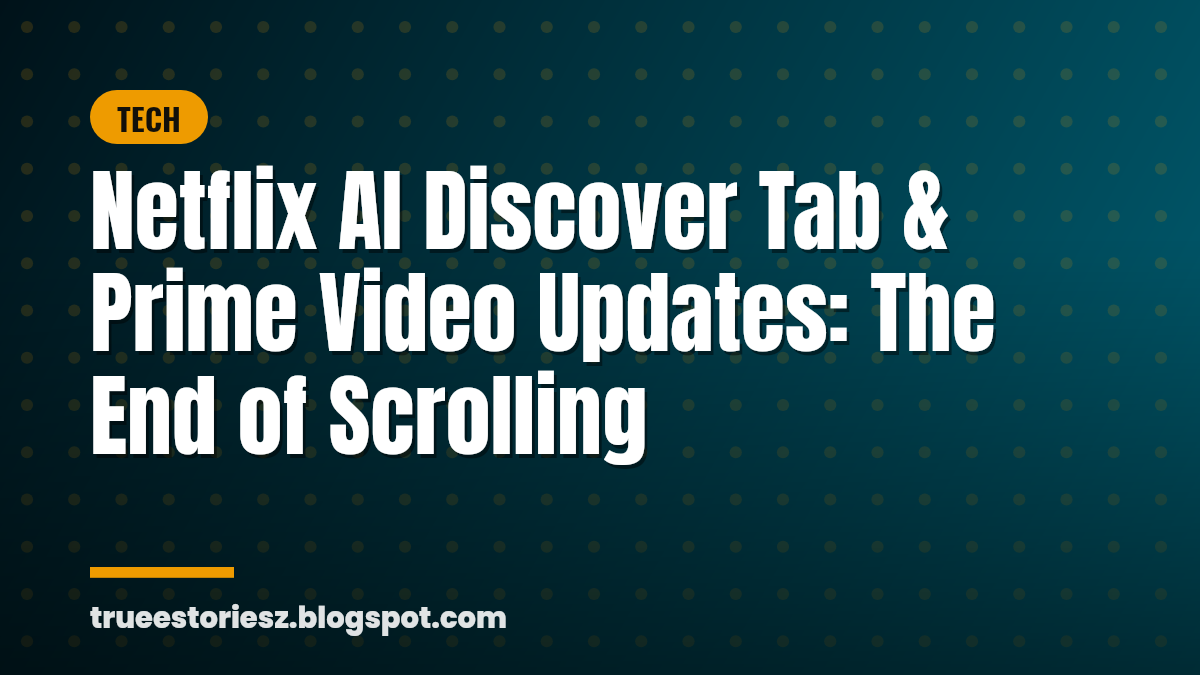 TECH
Netflix AI Discover Tab &
Prime Video Updates: The
End of Scrolling
trueestoriesz.blogspot.com